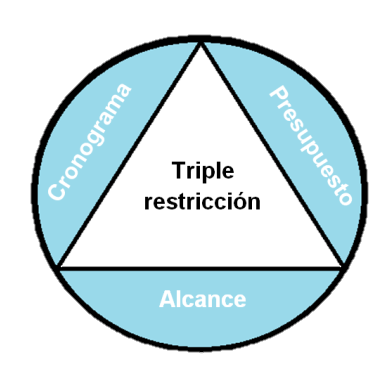 Cronograma
Presupuesto
Triple
restricción
Alcance